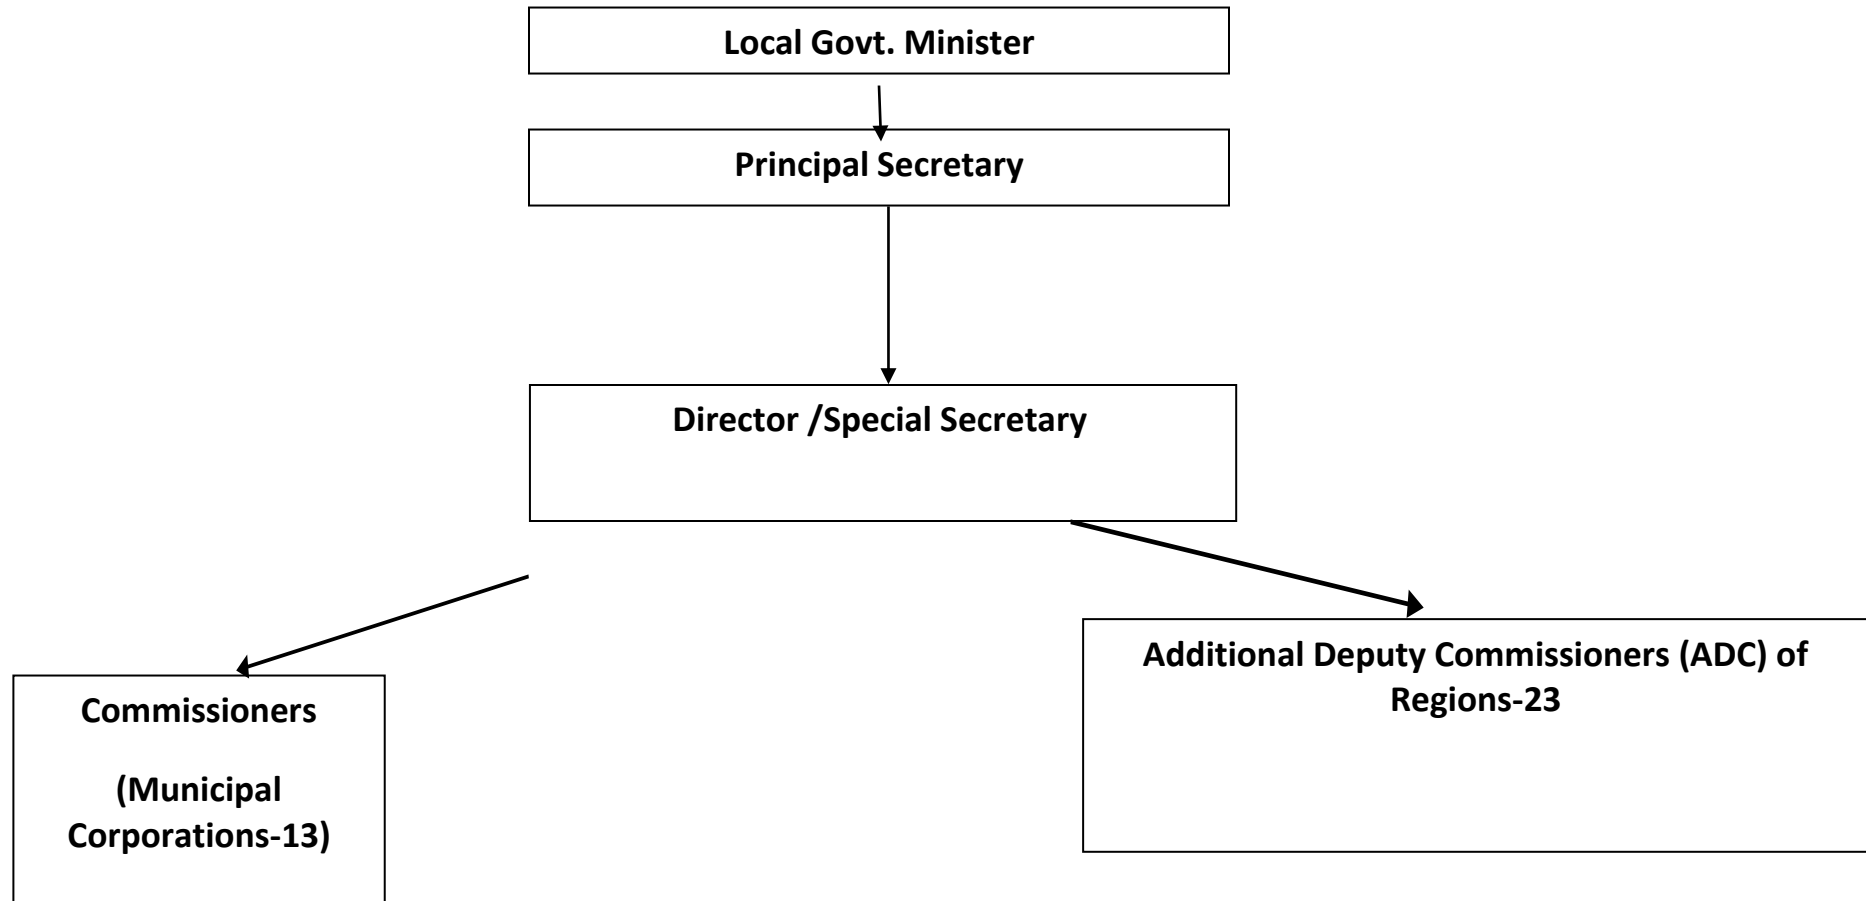 Local Govt. Minister
Principal Secretary
Director /Special Secretary
Additional Deputy Commissioners (ADC) of
Regions-23
Commissioners
(Municipal
Corporations-13)